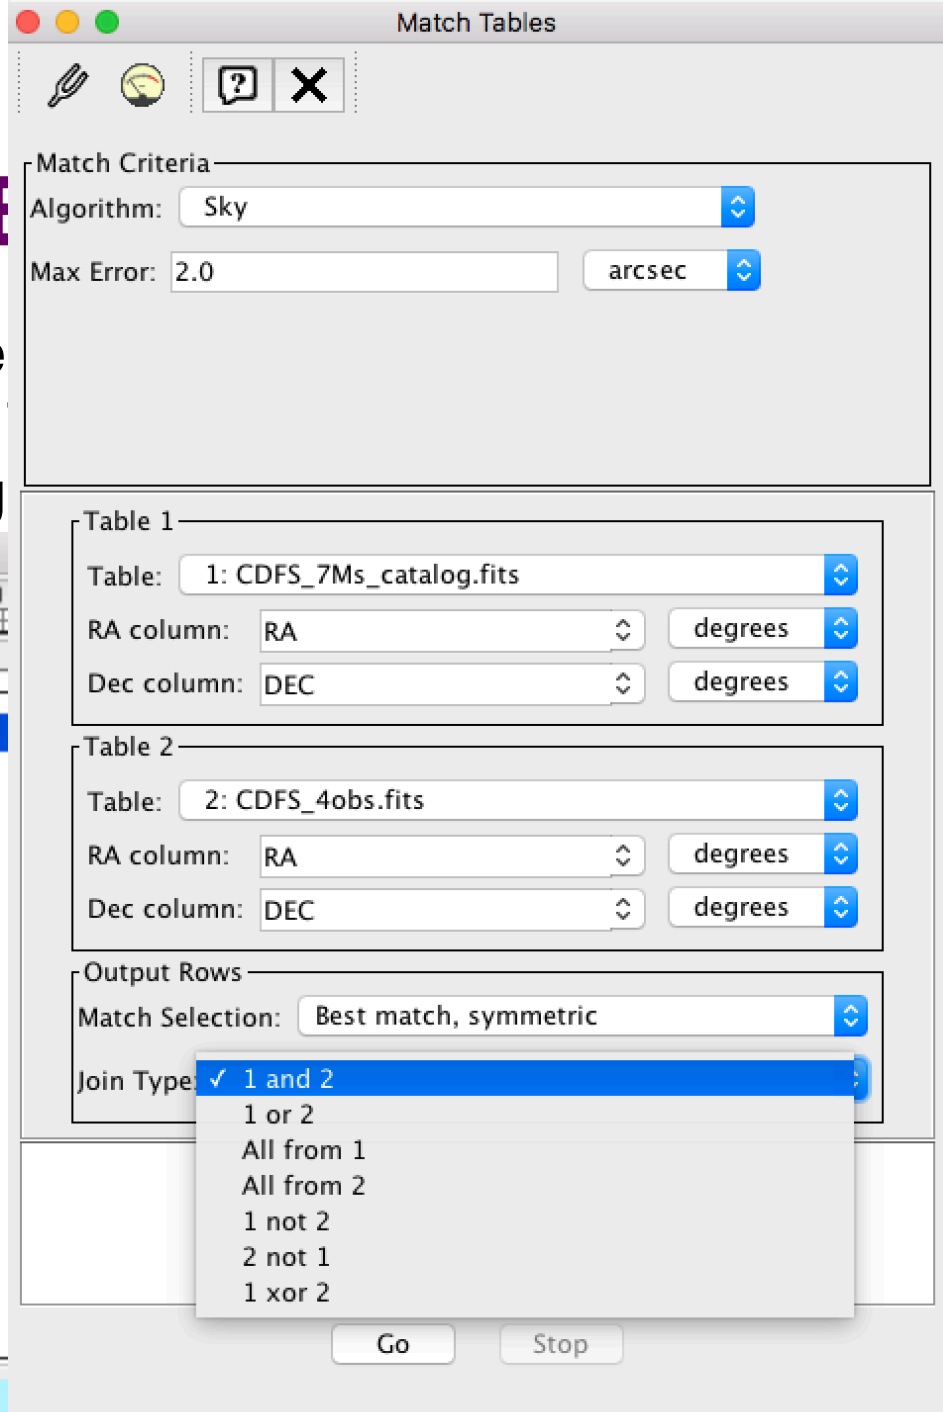 Match Tables
?
Match Criteria
Algorithm: Sky
Max Error: 2.0 arcsec
Table 1
Table: 1: CDFS_7Ms_catalog.fits
RA column: RA degrees
Dec column: DEC degrees
Table 2
Table: 2: CDFS_4obs.fits
RA column: RA degrees
Dec column: DEC degrees
Output Rows
Match Selection: Best match, symmetric
Join Type: ✓ 1 and 2
1 or 2
All from 1
All from 2
1 not 2
2 not 1
1 xor 2
Go Stop